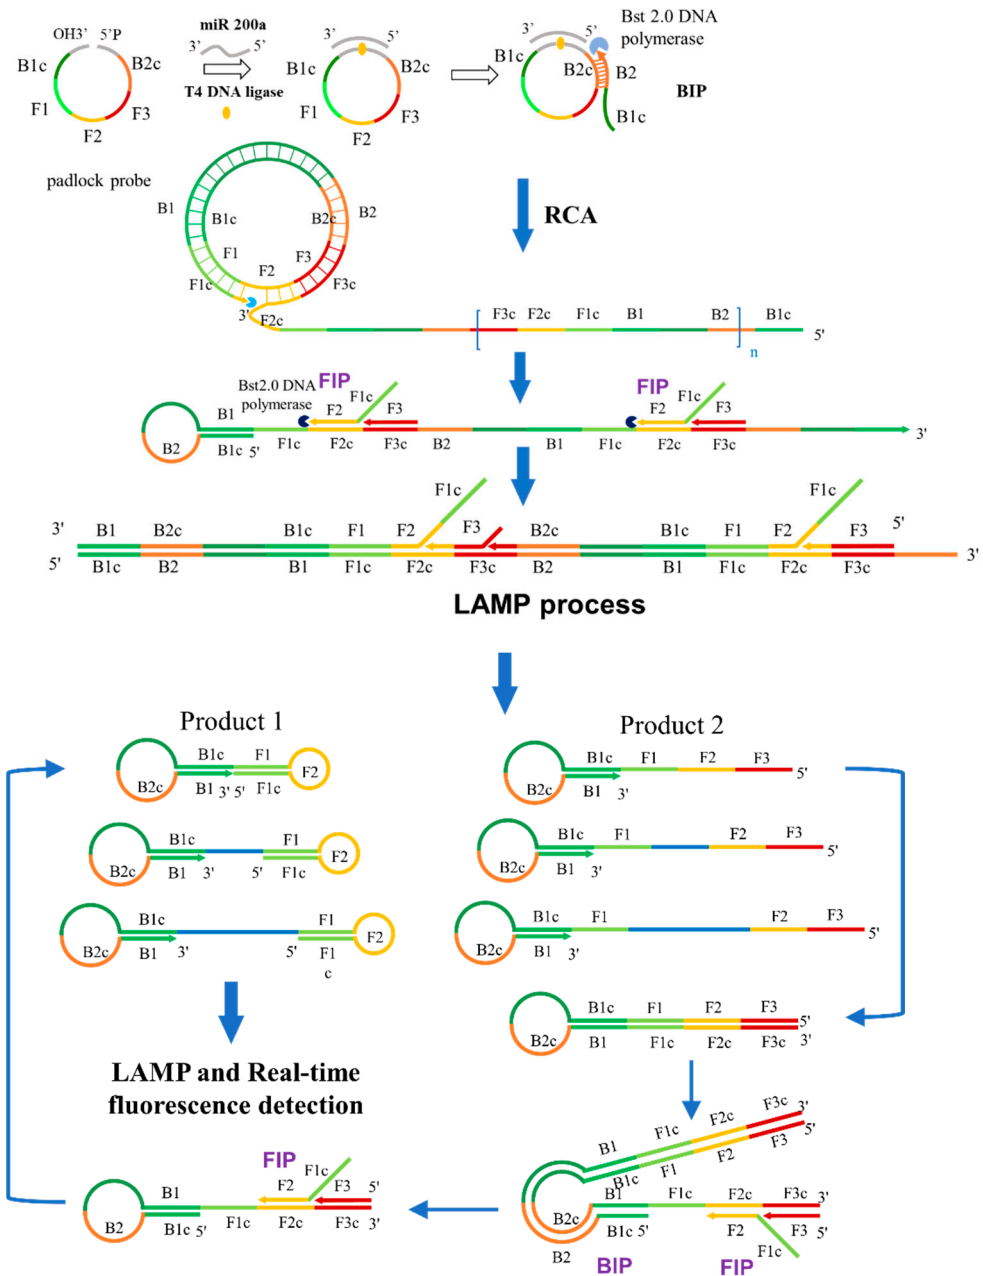 miR 200a
OH3' 5'P
3' 5'
B1c B2c
F1 F3
F2
T4 DNA ligase
3' 5'
B1c B2c
F1 F3
F2
3' 5'
Bst 2.0 DNA
polymerase
B1c
B2c B2
BIP
B1c
padlock probe
B1 B1c B2c B2
F1 F2 F3
F1c F3c
3' F2c
RCA
F3c F2c F1c B1 B2 B1c
5'
n
Bst2.0 DNA
polymerase
FIP FIP
F1c F1c
B1 F2 F3 F2 F3
B2 B1c 5' F1c F2c F3c B2 B1 F1c F2c F3c 3'
F1c F1c
3' B1 B2c B1c F1 F2 F3 B2c B1c F1 F2 F3 5'
5' B1c B2 B1 F1c F2c F3c B2 B1 F1c F2c F3c 3'
LAMP process
Product 1
B1c F1
B2c B1 3' 5' F1c F2
B1c F1
B2c B1 3' 5' F1c F2
B1c F1
B2c B1 3' 5' F1 F2
c
LAMP and Real-time
fluorescence detection
FIP
F1c
B1 F2 F3 5'
B2 B1c 5' F1c F2c F3c 3'
Product 2
B1c F1 F2 F3 5'
B2c B1 3'
B1c F1 F2 F3 5'
B2c B1 3'
B1c F1 F2 F3 5'
B2c B1 3'
B1c F1 F2 F3 5'
B2c B1 F1c F2c F3c 3'
B1 F1c F2c F3c 3'
B1c F1 F2 F3 5'
B1 F1c F2c F3c 3'
B2c B1c 5' F2 F3 5'
B2 F1c
BIP FIP